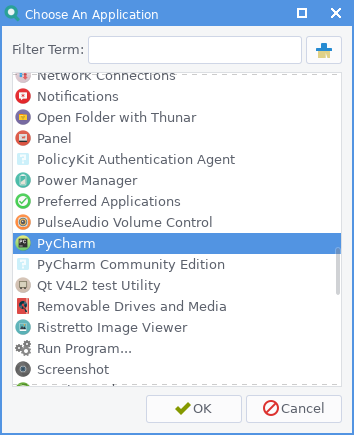 Choose An Application
Filter Term:
Network Connections
Notifications
Open Folder with Thunar
Panel
PolicyKit Authentication Agent
Power Manager
Preferred Applications
PulseAudio Volume Control
PyCharm
PyCharm Community Edition
Qt V4L2 test Utility
Removable Drives and Media
Ristretto Image Viewer
Run Program...
Screenshot
OK
Cancel